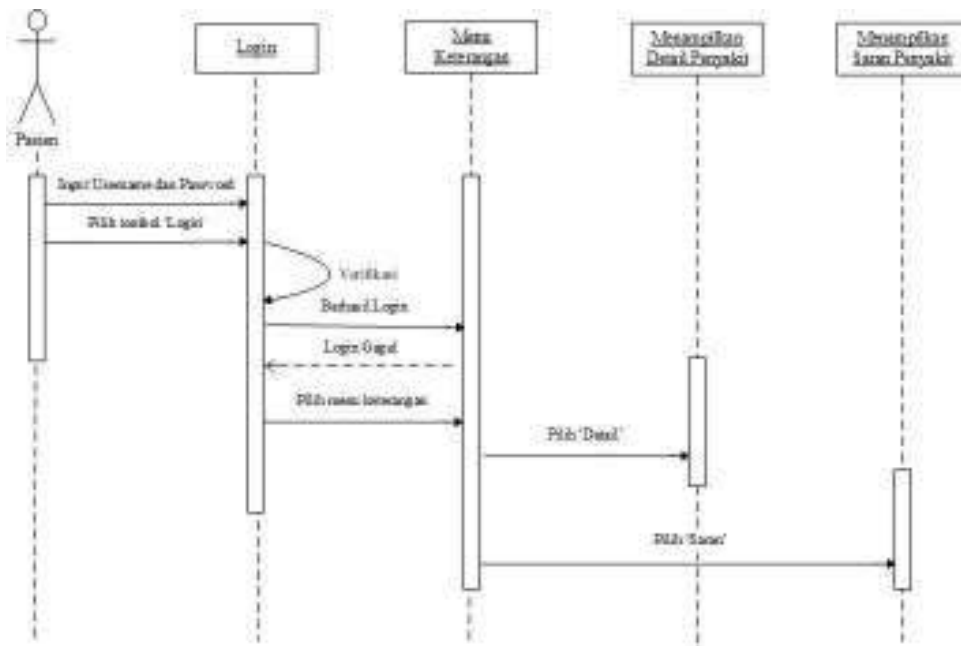 Login
Menu
Keterangan
Menampilkan
Detail Penyakit
Menampilkan
Saran Penyakit
Pasien
Input Username dan Password
Pilih tombol 'Login'
Verifikasi
Berhasil Login
Login Gagal
Pilih menu keterangan
Pilih 'Detail'
Pilih 'Saran'